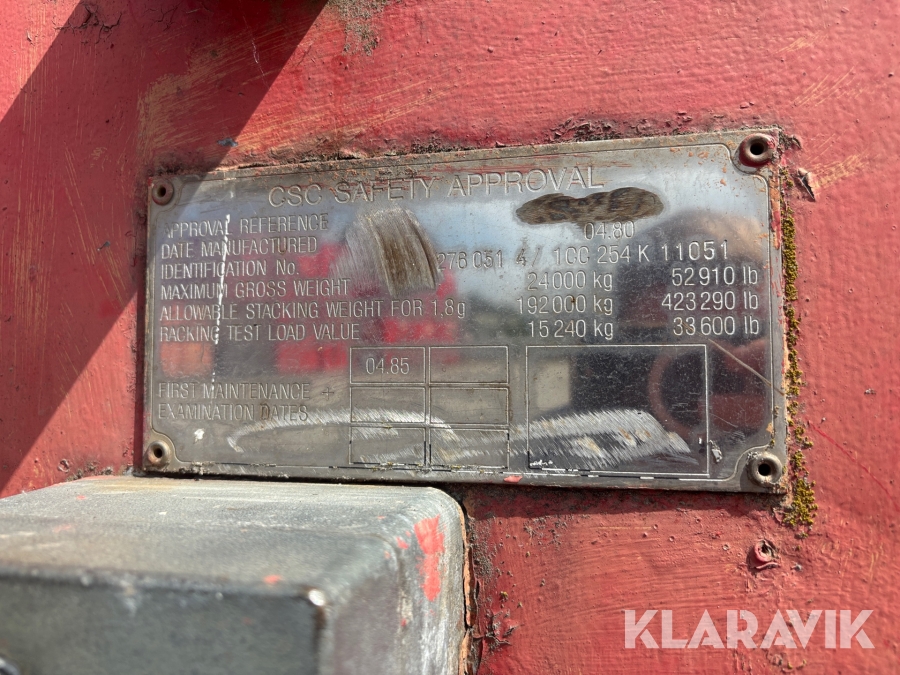 CSC SAFETY APPROVAL
APPROVAL REFERENCE
DATE MANUFACTURED 04.80
IDENTIFICATION No. 276 051 4 / 1CC 254 K 11051
MAXIMUM GROSS WEIGHT 24000 kg 52910 lb
ALLOWABLE STACKING WEIGHT FOR 1.8g 192000 kg 423290 lb
RACKING TEST LOAD VALUE 15240 kg 33600 lb
04.85
FIRST MAINTENANCE +
EXAMINATION DATES
KLARAVIK